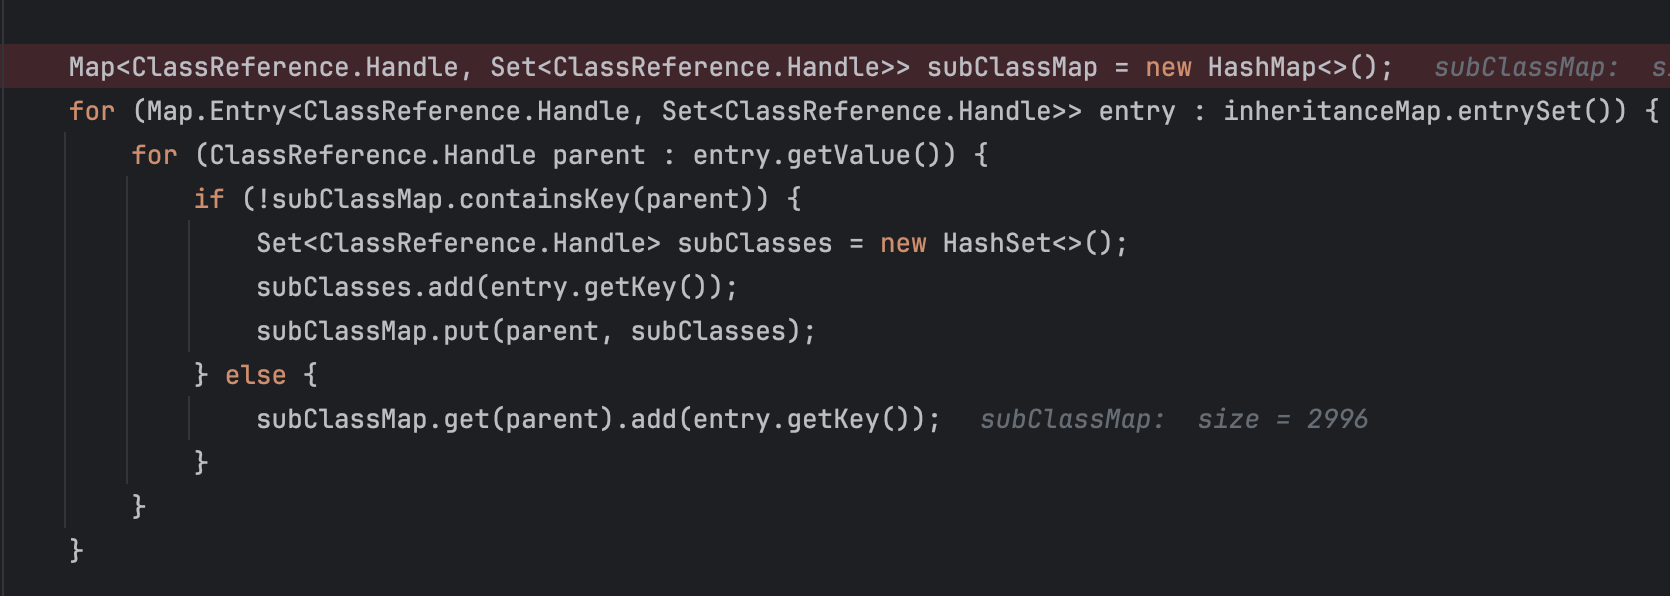 Map<ClassReference.Handle, Set<ClassReference.Handle>> subClassMap = new HashMap<>();   subClassMap:
for (Map.Entry<ClassReference.Handle, Set<ClassReference.Handle>> entry : inheritanceMap.entrySet()) {
    for (ClassReference.Handle parent : entry.getValue()) {
        if (!subClassMap.containsKey(parent)) {
            Set<ClassReference.Handle> subClasses = new HashSet<>();
            subClasses.add(entry.getKey());
            subClassMap.put(parent, subClasses);
        } else {
            subClassMap.get(parent).add(entry.getKey());   subClassMap:  size = 2996
        }
    }
}